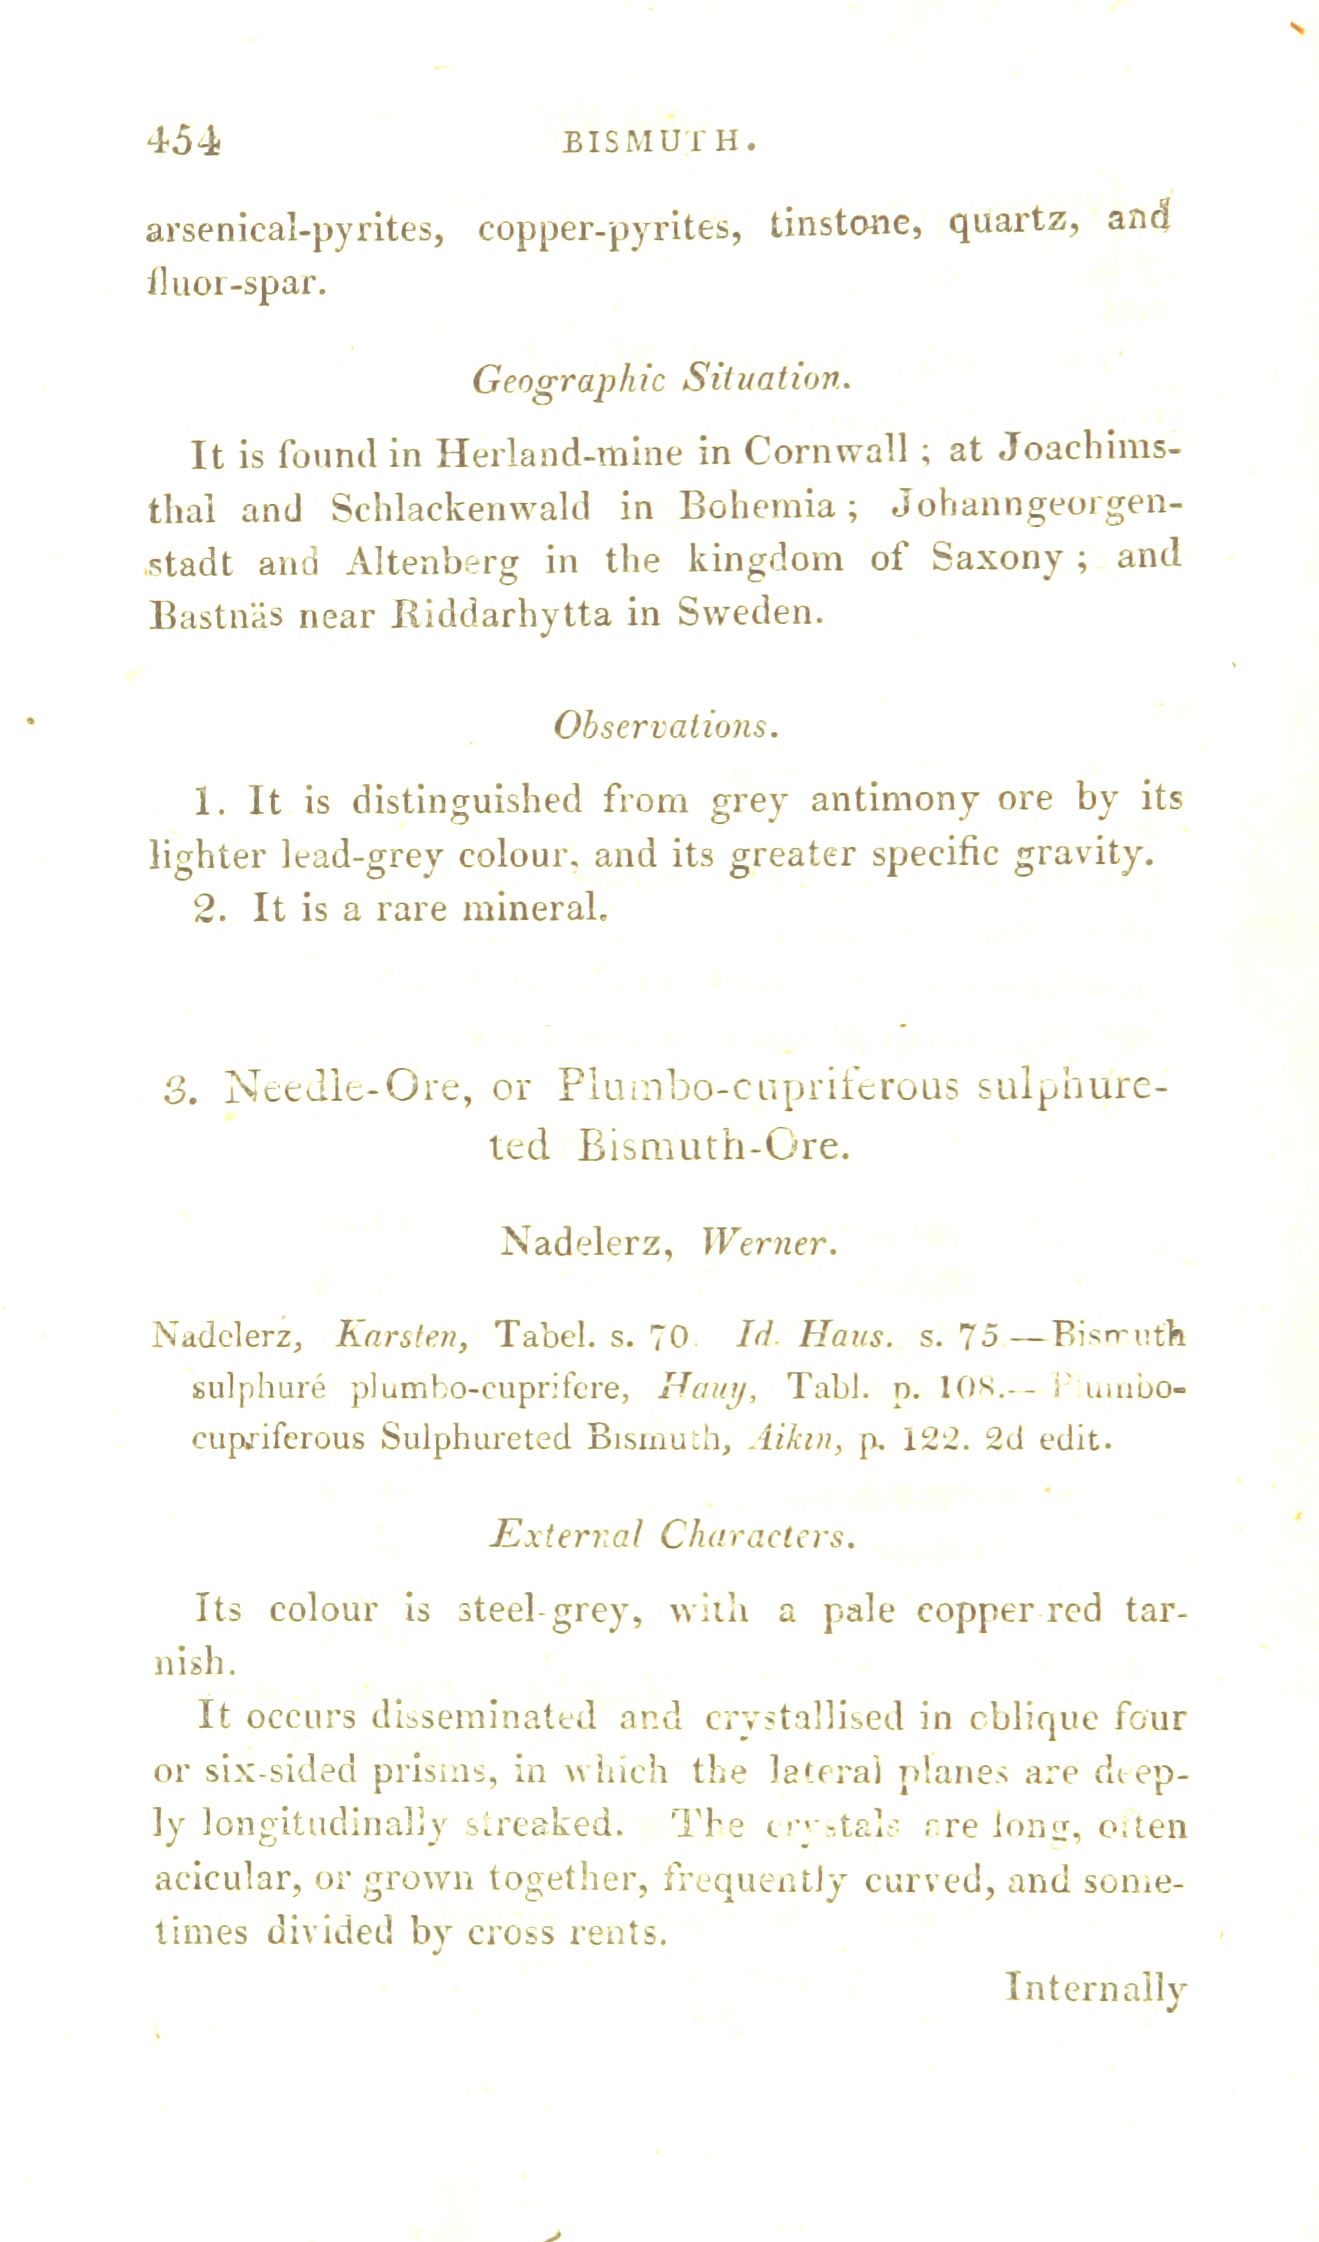 454 BISMUTH.
arsenical-pyrites, copper-pyrites, tinstone, quartz, and
fluor-spar.
Geographic Situation.
It is found in Herland-mine in Cornwall ; at Joachims-
thal and Schlackenwald in Bohemia ; Johanngeorgen-
stadt and Altenberg in the kingdom of Saxony ; and
Bastnäs near Riddarhytta in Sweden.
Observations.
1. It is distinguished from grey antimony ore by its
lighter lead-grey colour, and its greater specific gravity.
2. It is a rare mineral.
3. Needle-Ore, or Plumbo-cupriferous sulphure-
ted Bismuth-Ore.
Nadelerz, Werner.
Nadelerz, Karsten, Tabel. s. 70. Id. Haus. s. 75.—Bismuth
sulphuré plumbo-cuprifere, Hauy, Tabl. p. 108.—Plumbo-
cupriferous Sulphureted Bismuth, Aikin, p. 122. 2d edit.
External Characters.
Its colour is steel-grey, with a pale copper-red tar-
nish.
It occurs disseminated and crystallised in oblique four
or six-sided prisms, in which the lateral planes are deep-
ly longitudinally streaked. The crystals are long, often
acicular, or grown together, frequently curved, and some-
times divided by cross rents.
Internally